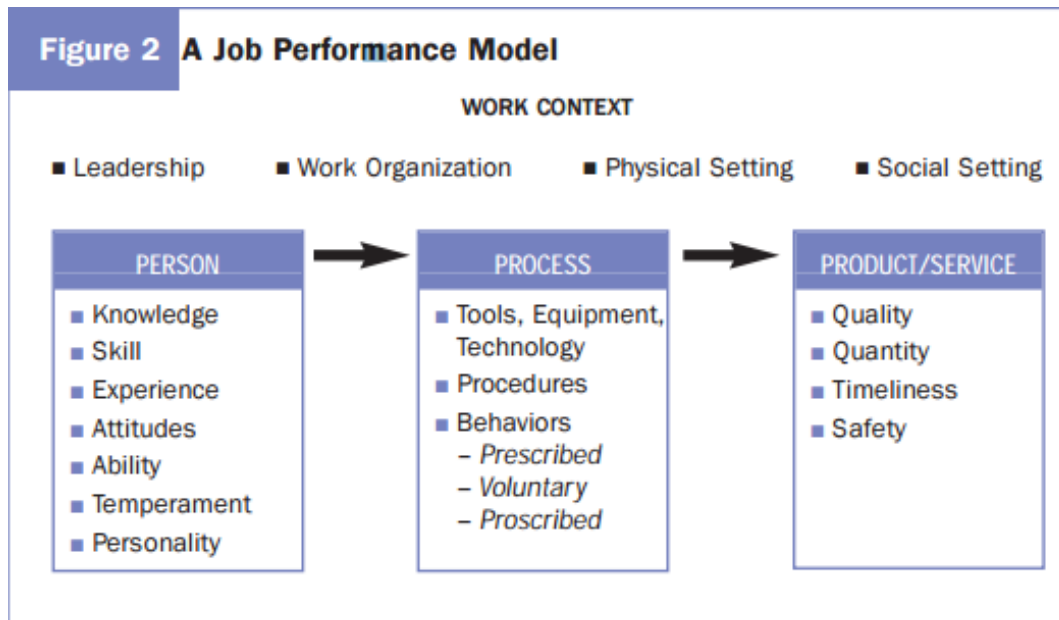 Figure 2 A Job Performance Model
WORK CONTEXT
■ Leadership ■ Work Organization ■ Physical Setting ■ Social Setting
PERSON
■ Knowledge
■ Skill
■ Experience
■ Attitudes
■ Ability
■ Temperament
■ Personality
PROCESS
■ Tools, Equipment,
Technology
■ Procedures
■ Behaviors
– Prescribed
– Voluntary
– Proscribed
PRODUCT/SERVICE
■ Quality
■ Quantity
■ Timeliness
■ Safety